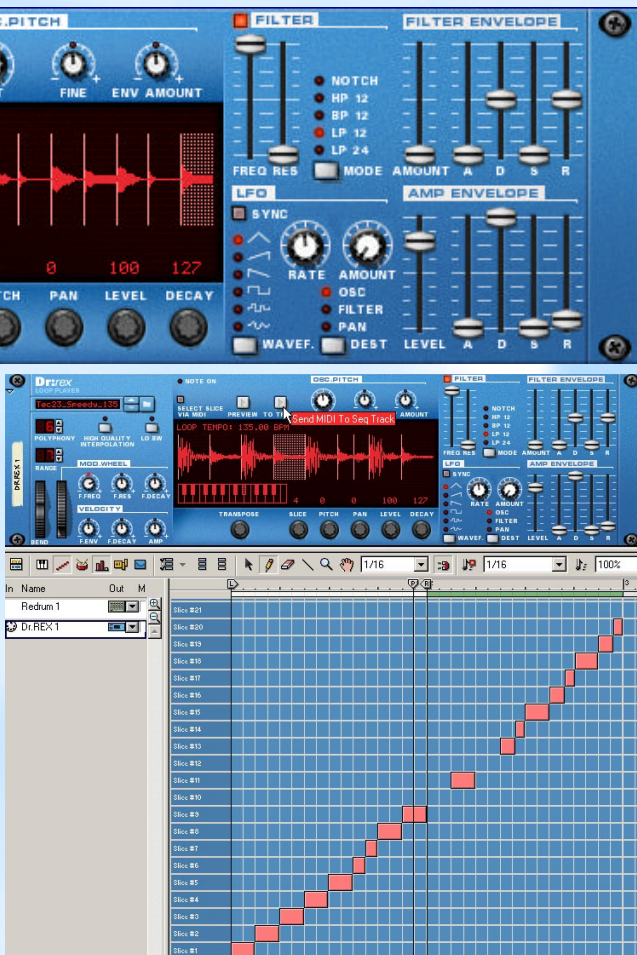 C.PITCH
FILTER
FILTER ENVELOPE
FINE
ENV AMOUNT
NOTCH
HP 12
BP 12
LP 12
LP 24
FREQ RES
MODE
AMOUNT A D S R
LFO
SYNC
AMP ENVELOPE
RATE
AMOUNT
OSC
FILTER
PAN
WAVEF.
DEST
LEVEL A D S R
0 100 127
TCH PAN LEVEL DECAY
Dr:rex
LOOP PLAYER
NOTE ON
OSC.PITCH
FILTER
FILTER ENVELOPE
Tec23_Speedy_135
SELECT SLICE
VIA MIDI
PREVIEW
TO TR
AMOUNT
Send MIDI To Seq Track
LOOP TEMPO: 135.00 BPM
6
POLYPHONY
HIGH QUALITY
INTERPOLATION
LO BW
RANGE
MOD.WHEEL
F.FREQ F.RES F.DECAY
VELOCITY
F.ENV F.DECAY AMP
BEND
DR.REX 1
4 0 0 100 127
TRANSPOSE SLICE PITCH PAN LEVEL DECAY
NOTCH
HP 12
BP 12
LP 12
LP 24
FREQ RES
MODE
AMOUNT A D S R
LFO
SYNC
AMP ENVELOPE
RATE AMOUNT
OSC
FILTER
PAN
WAVEF.
DEST
LEVEL A D S R
1/16
1/16
100%
In Name Out M
L P R 3
Redrum 1
Dr.REX 1
Slice #21
Slice #20
Slice #19
Slice #18
Slice #17
Slice #16
Slice #15
Slice #14
Slice #13
Slice #12
Slice #11
Slice #10
Slice #9
Slice #8
Slice #7
Slice #6
Slice #5
Slice #4
Slice #3
Slice #2
Slice #1